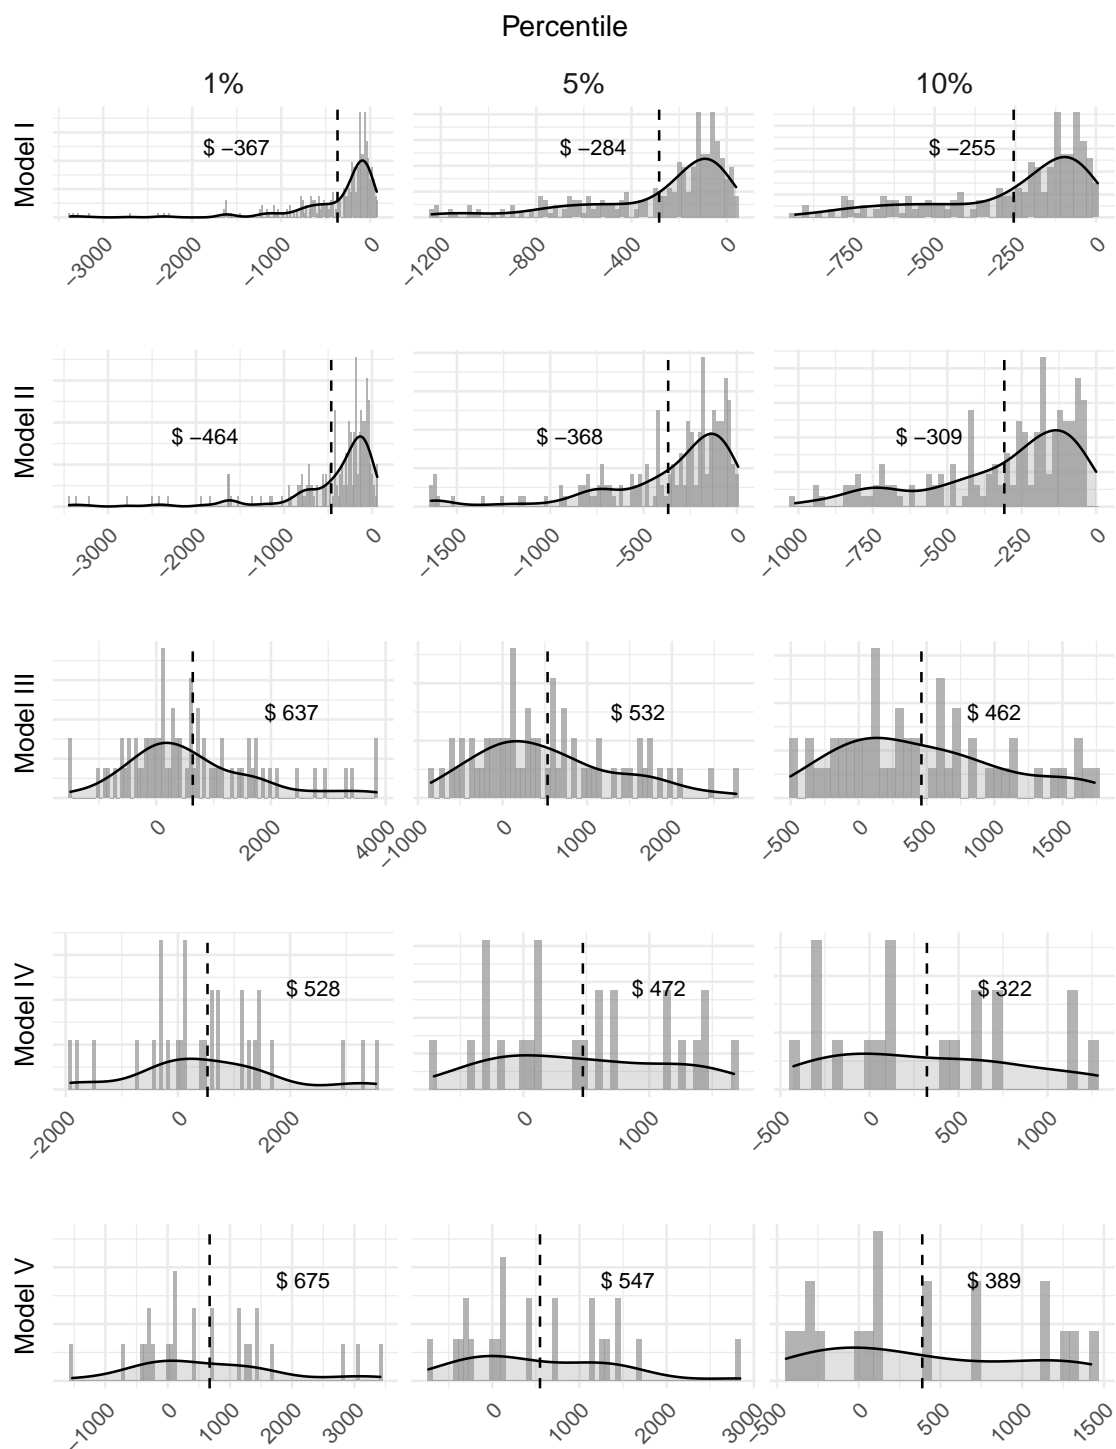 Percentile
1% 5% 10%
Model I
$ −367 $ −284 $ −255
−3000 −2000 −1000 0 −1200 −800 −400 0 −750 −500 −250 0
Model II
$ −464 $ −368 $ −309
−3000 −2000 −1000 0 −1500 −1000 −500 0 −1000 −750 −500 −250 0
Model III
$ 637 $ 532 $ 462
0 2000 4000 −1000 0 1000 2000 −500 0 500 1000 1500
Model IV
$ 528 $ 472 $ 322
−2000 0 2000 0 1000 −500 0 500 1000
Model V
$ 675 $ 547 $ 389
−1000 0 1000 2000 3000 0 1000 2000 3000 −500 0 500 1000 1500